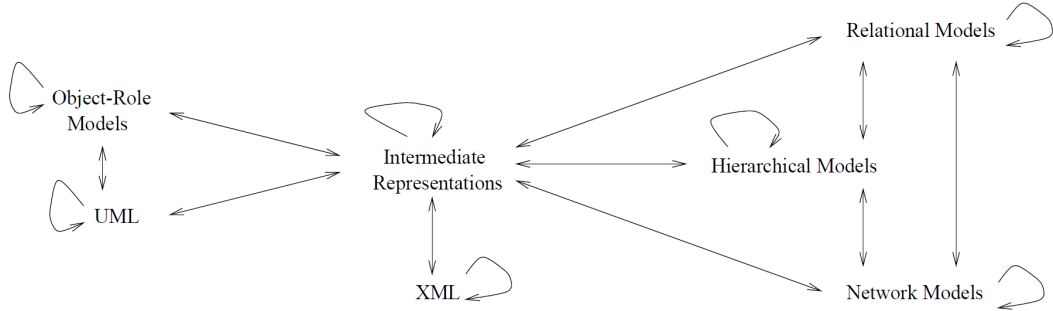 Relational Models
Object-Role
Models
Intermediate
Representations
Hierarchical Models
UML
XML
Network Models